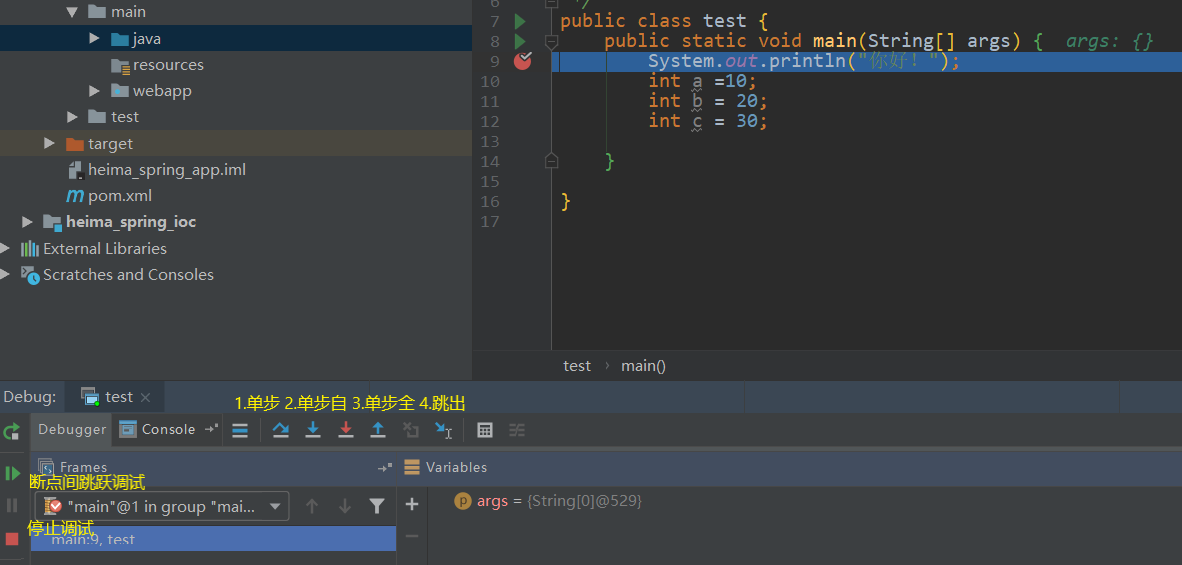 main
java
resources
webapp
test
target
heima_spring_app.iml
pom.xml
heima_spring_ioc
External Libraries
Scratches and Consoles
6 */
7 public class test {
8 public static void main(String[] args) { args: {}
9 System.out.println("你好！");
10 int a =10;
11 int b = 20;
12 int c = 30;
13
14 }
15
16 }
17
test › main()
Debug: test
1.单步 2.单步自 3.单步全 4.跳出
Debugger Console
Frames
Variables
断点间跳跃调试
"main"@1 in group "mai...
args = {String[0]@529}
停止调试
main:9, test